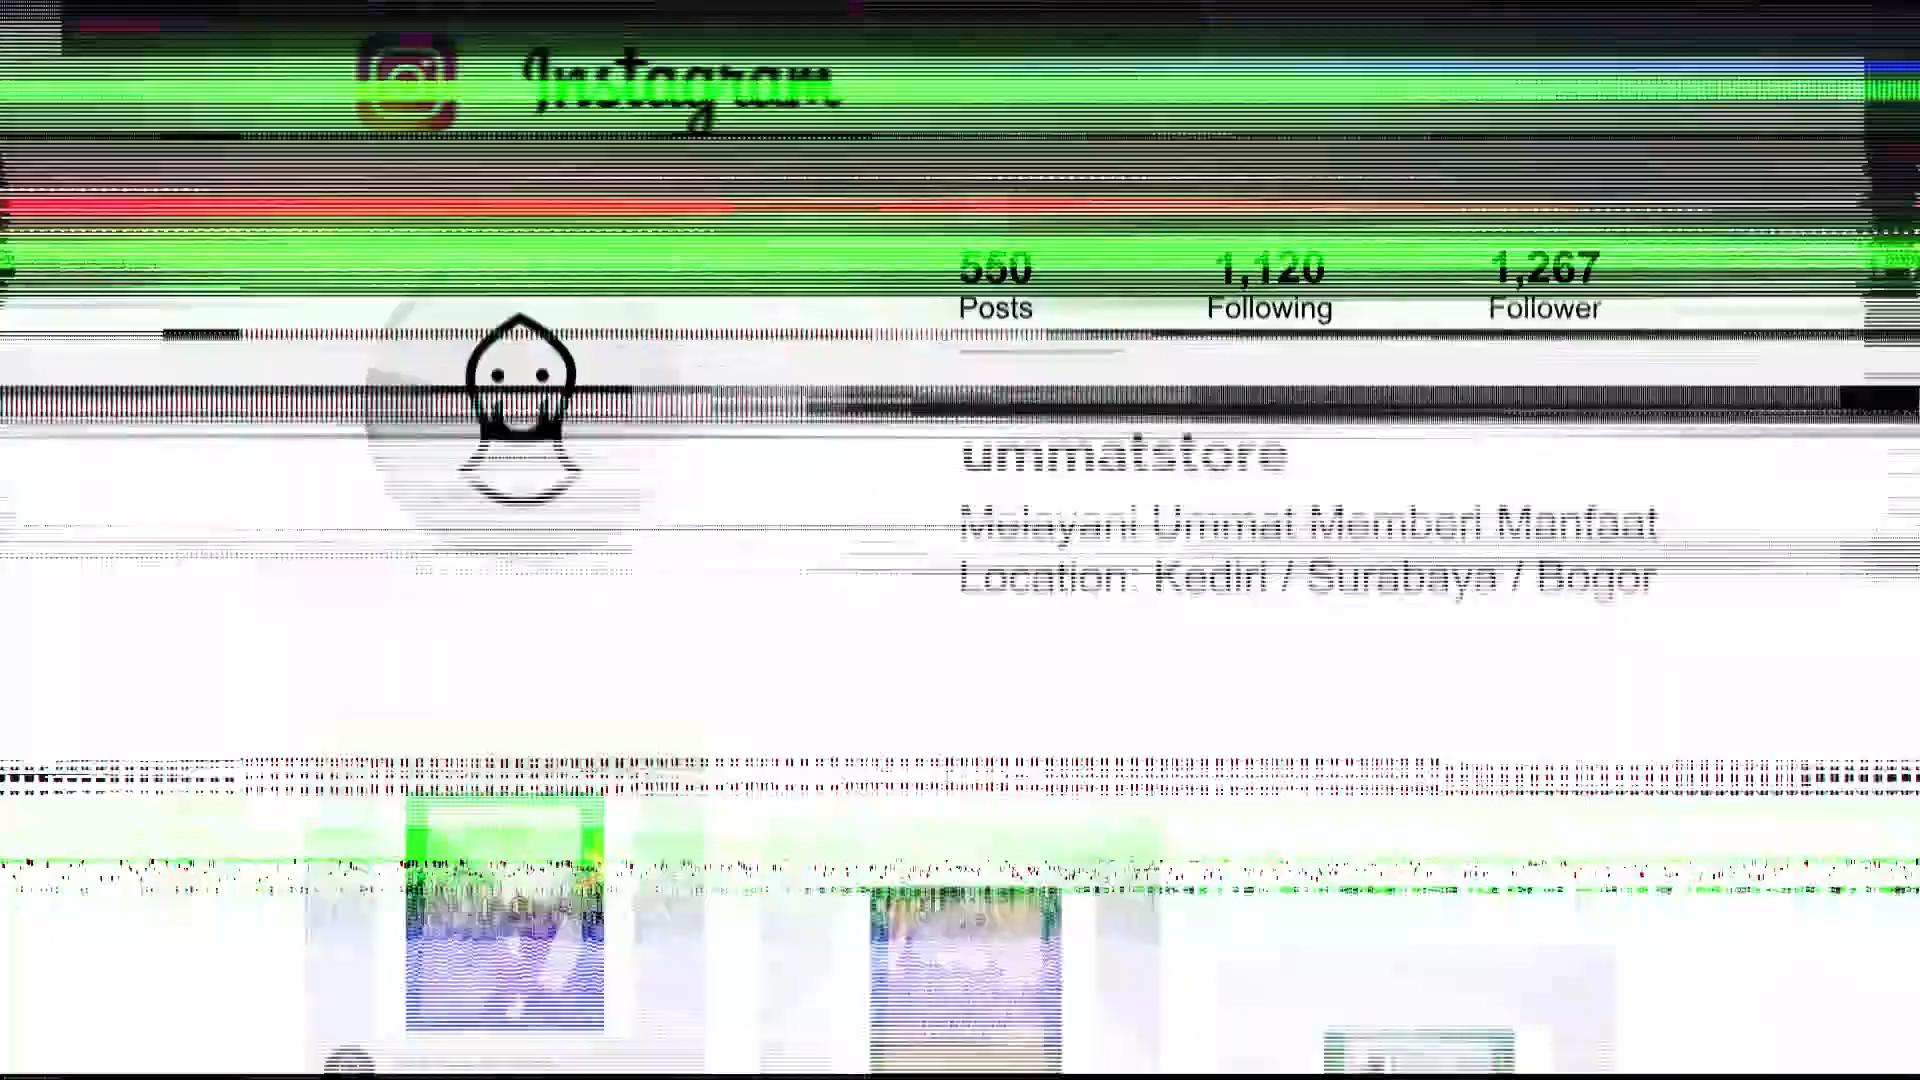 Instagram
550 1,120 1,267
Posts Following Follower
ummatstore
Melayani Ummat Memberi Manfaat
Location: Kediri / Surabaya / Bogor